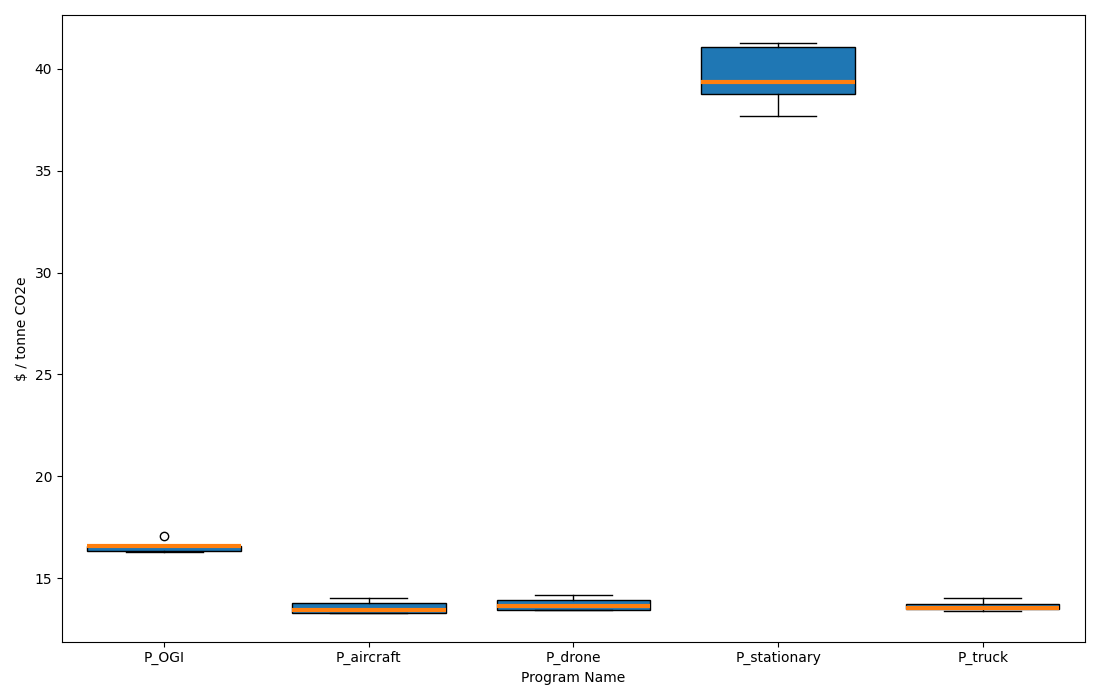 $ / tonne CO2e
40
35
30
25
20
15
P_OGI P_aircraft P_drone P_stationary P_truck
Program Name